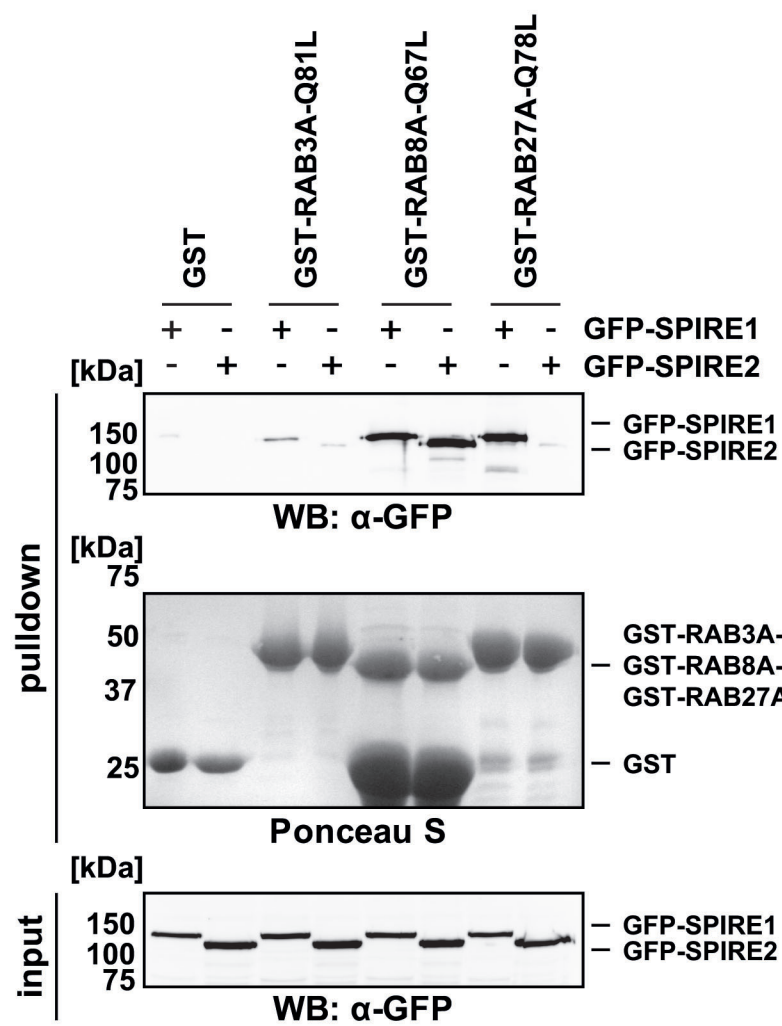 GST
GST-RAB3A-Q81L
GST-RAB8A-Q67L
GST-RAB27A-Q78L
+ - + - + - + - GFP-SPIRE1
[kDa] - + - + - + - + GFP-SPIRE2
pulldown
150
100
75
GFP-SPIRE1
GFP-SPIRE2
WB: α-GFP
[kDa]
75
50
37
25
GST-RAB3A-
GST-RAB8A-
GST-RAB27A
GST
Ponceau S
[kDa]
input
150
100
75
GFP-SPIRE1
GFP-SPIRE2
WB: α-GFP